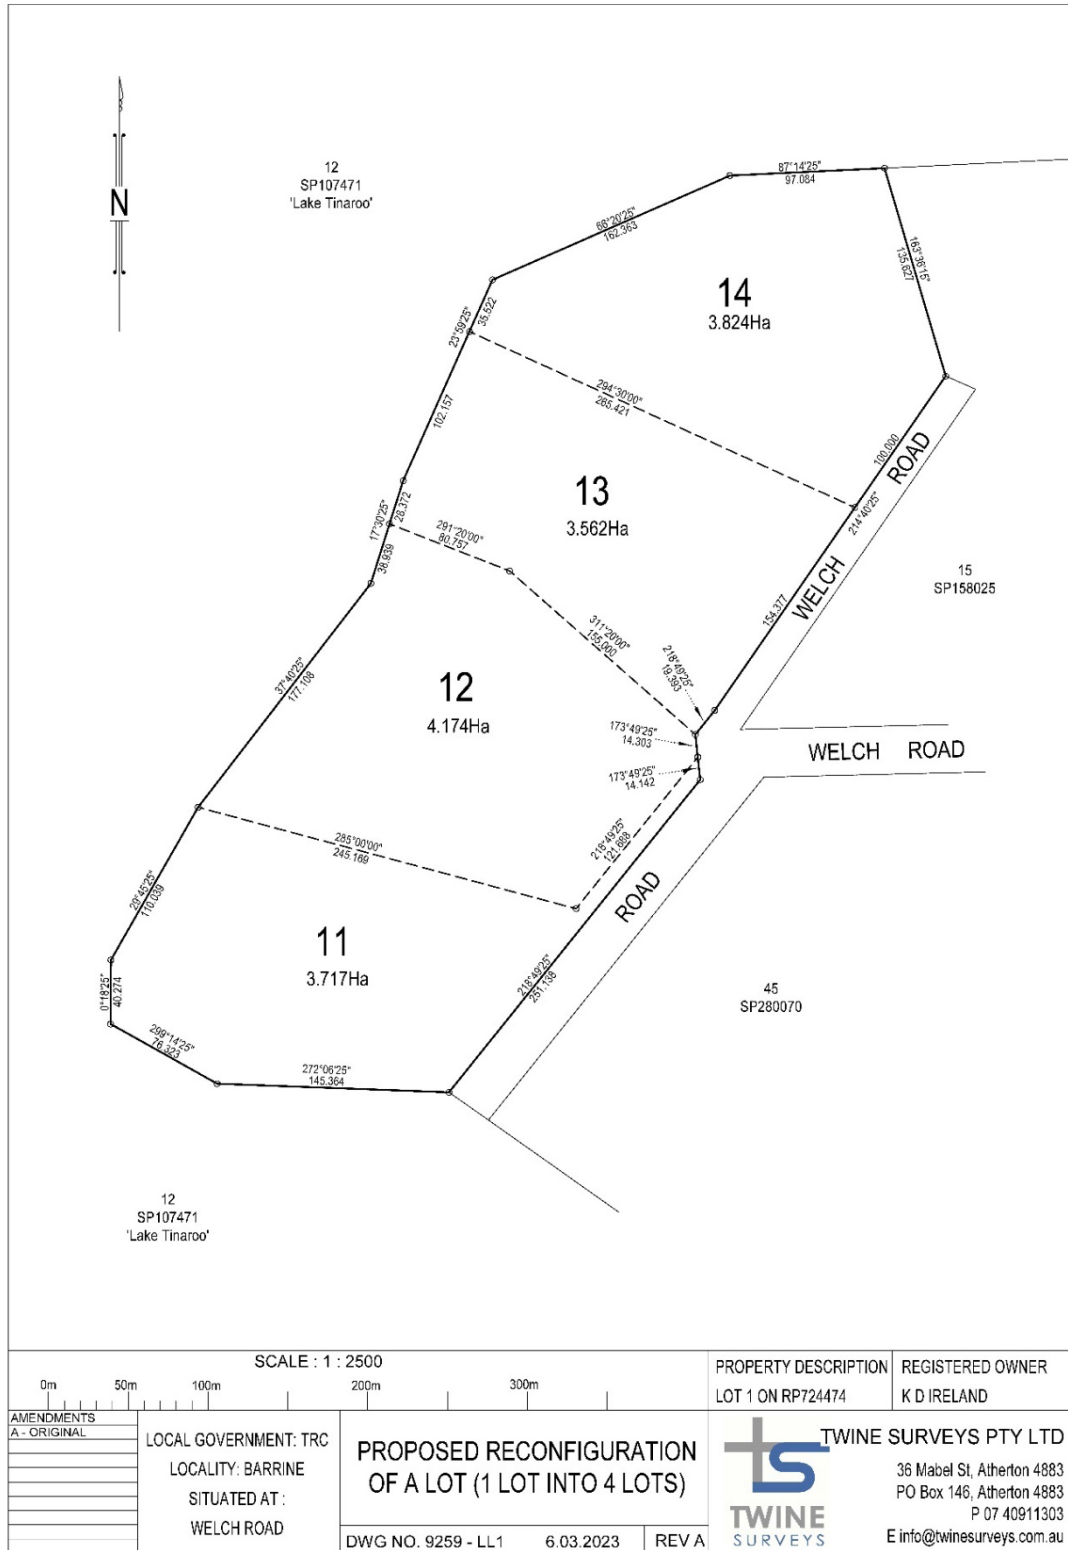 N
12
SP107471
'Lake Tinaroo'
87°14'25"
97.084
66°20'25"
162.363
163°36'15"
135.627
14
3.824Ha
35.522
23°59'25"
102.157
294°30'00"
265.421
100.000
ROAD
214°40'25"
13
3.562Ha
28.372
17°30'25"
38.939
291°20'00"
80.757
WELCH
15
SP158025
154.377
311°20'00"
155.000
218°49'25"
19.393
37°40'25"
177.108
12
4.174Ha
173°49'25"
14.303
WELCH ROAD
173°49'25"
14.142
285°00'00"
245.169
218°49'25"
121.688
ROAD
29°45'25"
110.039
11
3.717Ha
218°49'25"
251.138
0°18'25"
40.274
45
SP280070
299°14'25"
76.323
272°06'25"
145.364
12
SP107471
'Lake Tinaroo'
SCALE : 1 : 2500
0m 50m 100m 200m 300m
PROPERTY DESCRIPTION
LOT 1 ON RP724474
REGISTERED OWNER
K D IRELAND
AMENDMENTS
A - ORIGINAL
LOCAL GOVERNMENT: TRC
LOCALITY: BARRINE
SITUATED AT :
WELCH ROAD
PROPOSED RECONFIGURATION
OF A LOT (1 LOT INTO 4 LOTS)
DWG NO. 9259 - LL1 6.03.2023 REV A
ts
TWINE
SURVEYS
TWINE SURVEYS PTY LTD
36 Mabel St, Atherton 4883
PO Box 146, Atherton 4883
P 07 40911303
E info@twinesurveys.com.au